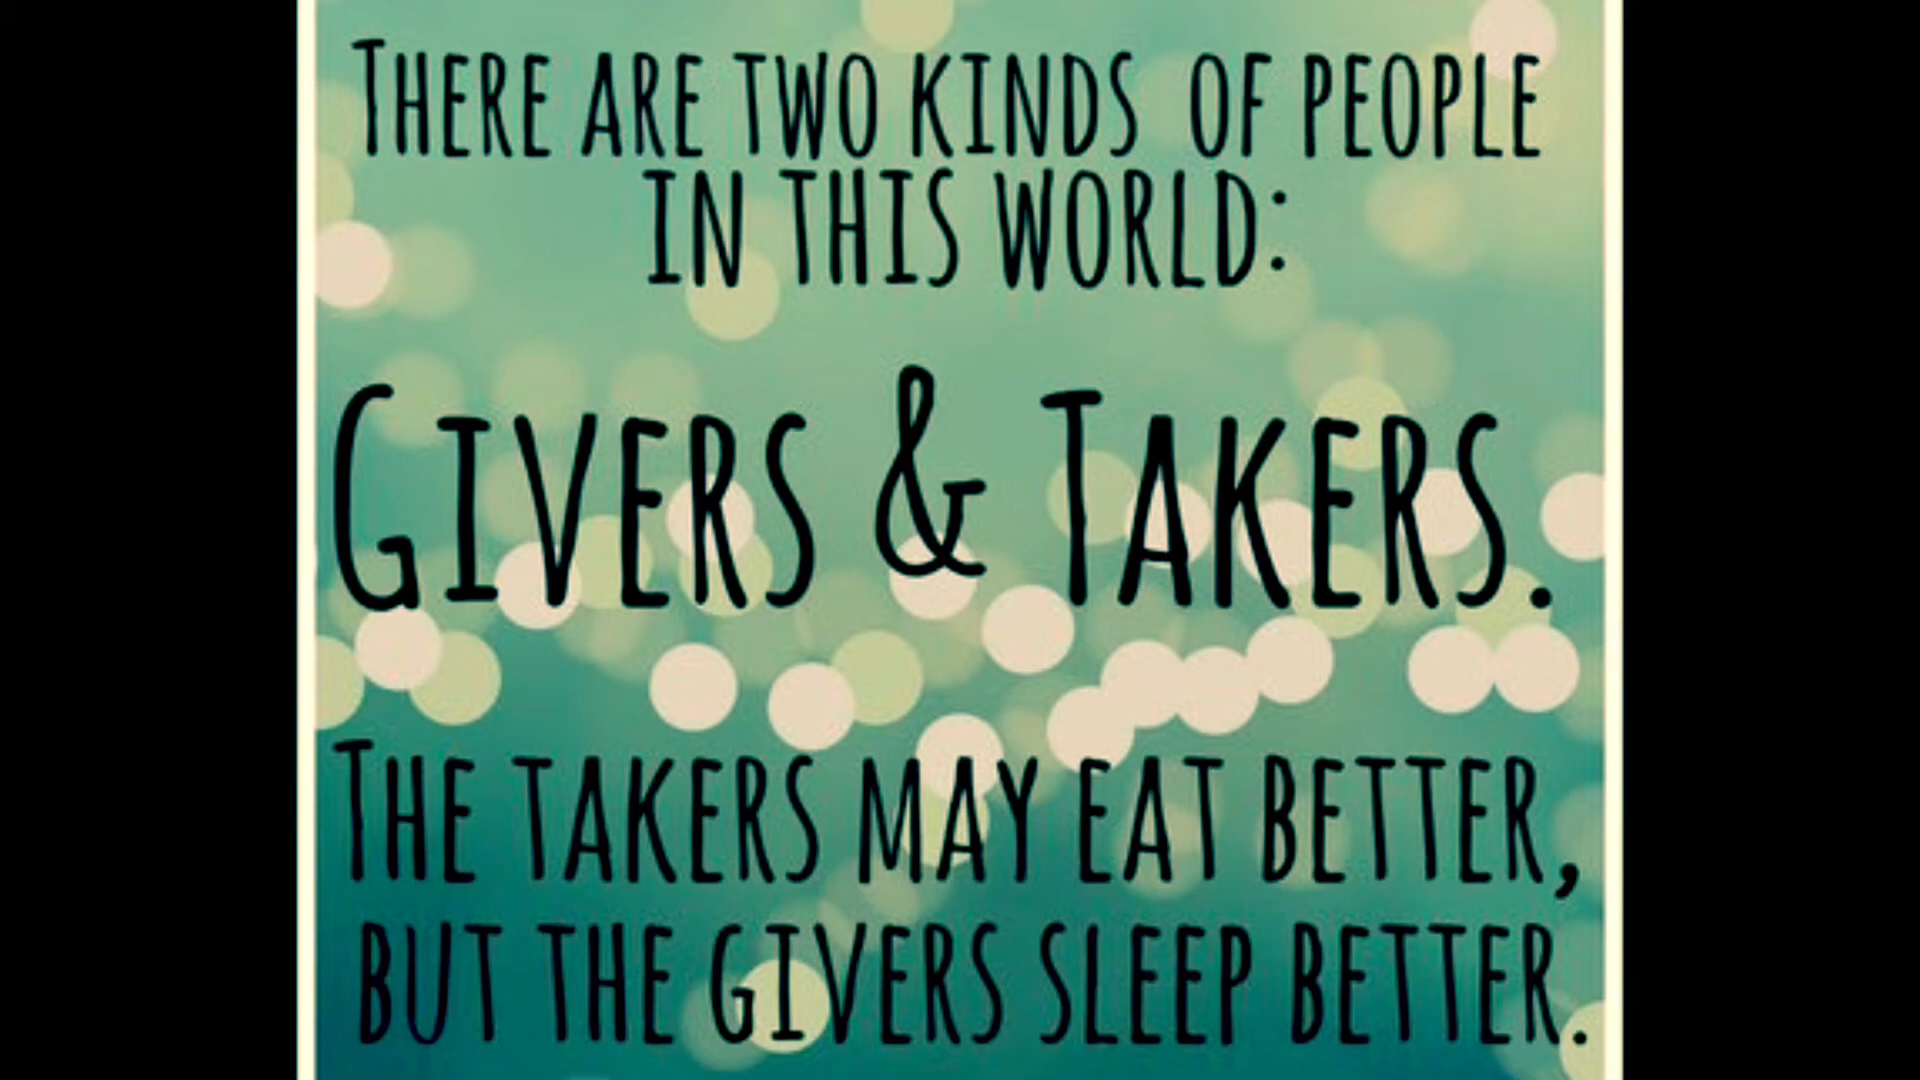 There are two kinds of people
in this world:
Givers & Takers.
The takers may eat better,
but the givers sleep better.